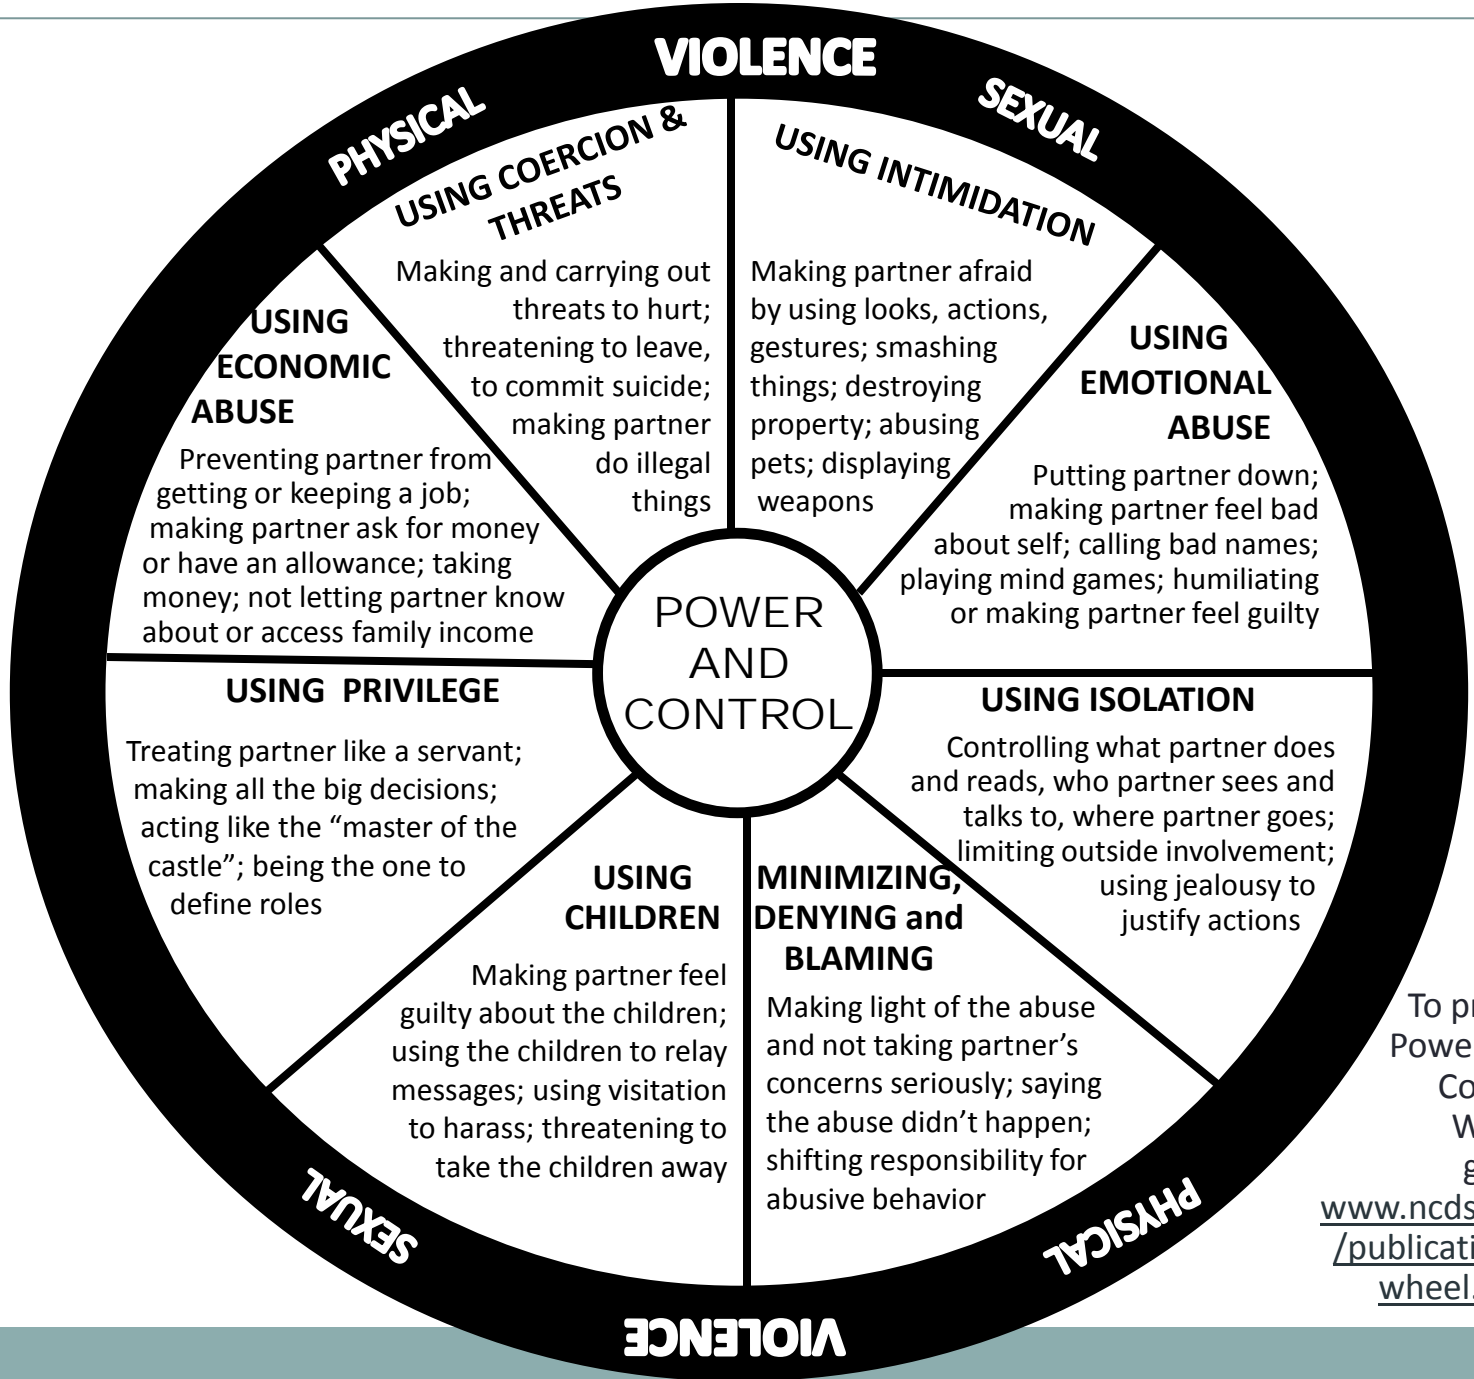 VIOLENCE
PHYSICAL
SEXUAL
USING COERCION &
THREATS
Making and carrying out
threats to hurt;
threatening to leave,
to commit suicide;
making partner
do illegal
things
USING INTIMIDATION
Making partner afraid
by using looks, actions,
gestures; smashing
things; destroying
property; abusing
pets; displaying
weapons
USING
ECONOMIC
ABUSE
Preventing partner from
getting or keeping a job;
making partner ask for money
or have an allowance; taking
money; not letting partner know
about or access family income
USING
EMOTIONAL
ABUSE
Putting partner down;
making partner feel bad
about self; calling bad names;
playing mind games; humiliating
or making partner feel guilty
POWER
AND
CONTROL
USING PRIVILEGE
Treating partner like a servant;
making all the big decisions;
acting like the “master of the
castle”; being the one to
define roles
USING ISOLATION
Controlling what partner does
and reads, who partner sees and
talks to, where partner goes;
limiting outside involvement;
using jealousy to
justify actions
USING
CHILDREN
Making partner feel
guilty about the children;
using the children to relay
messages; using visitation
to harass; threatening to
take the children away
MINIMIZING,
DENYING and
BLAMING
Making light of the abuse
and not taking partner’s
concerns seriously; saying
the abuse didn’t happen;
shifting responsibility for
abusive behavior
SEXUAL
PHYSICAL
VIOLENCE
To
wheel.